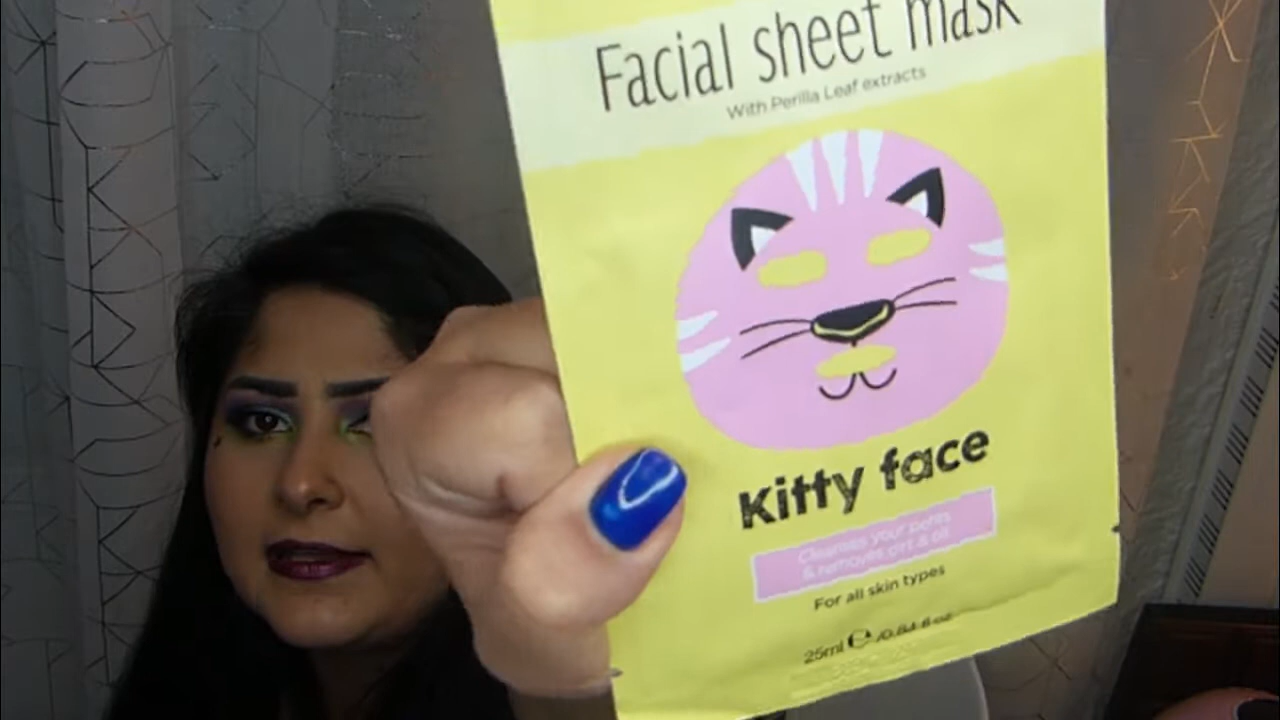 Facial sheet mask
With Perilla Leaf extracts
Kitty face
Cleanses your pores
& removes dirt & oil
For all skin types
25ml ℮ /0.84 fl oz